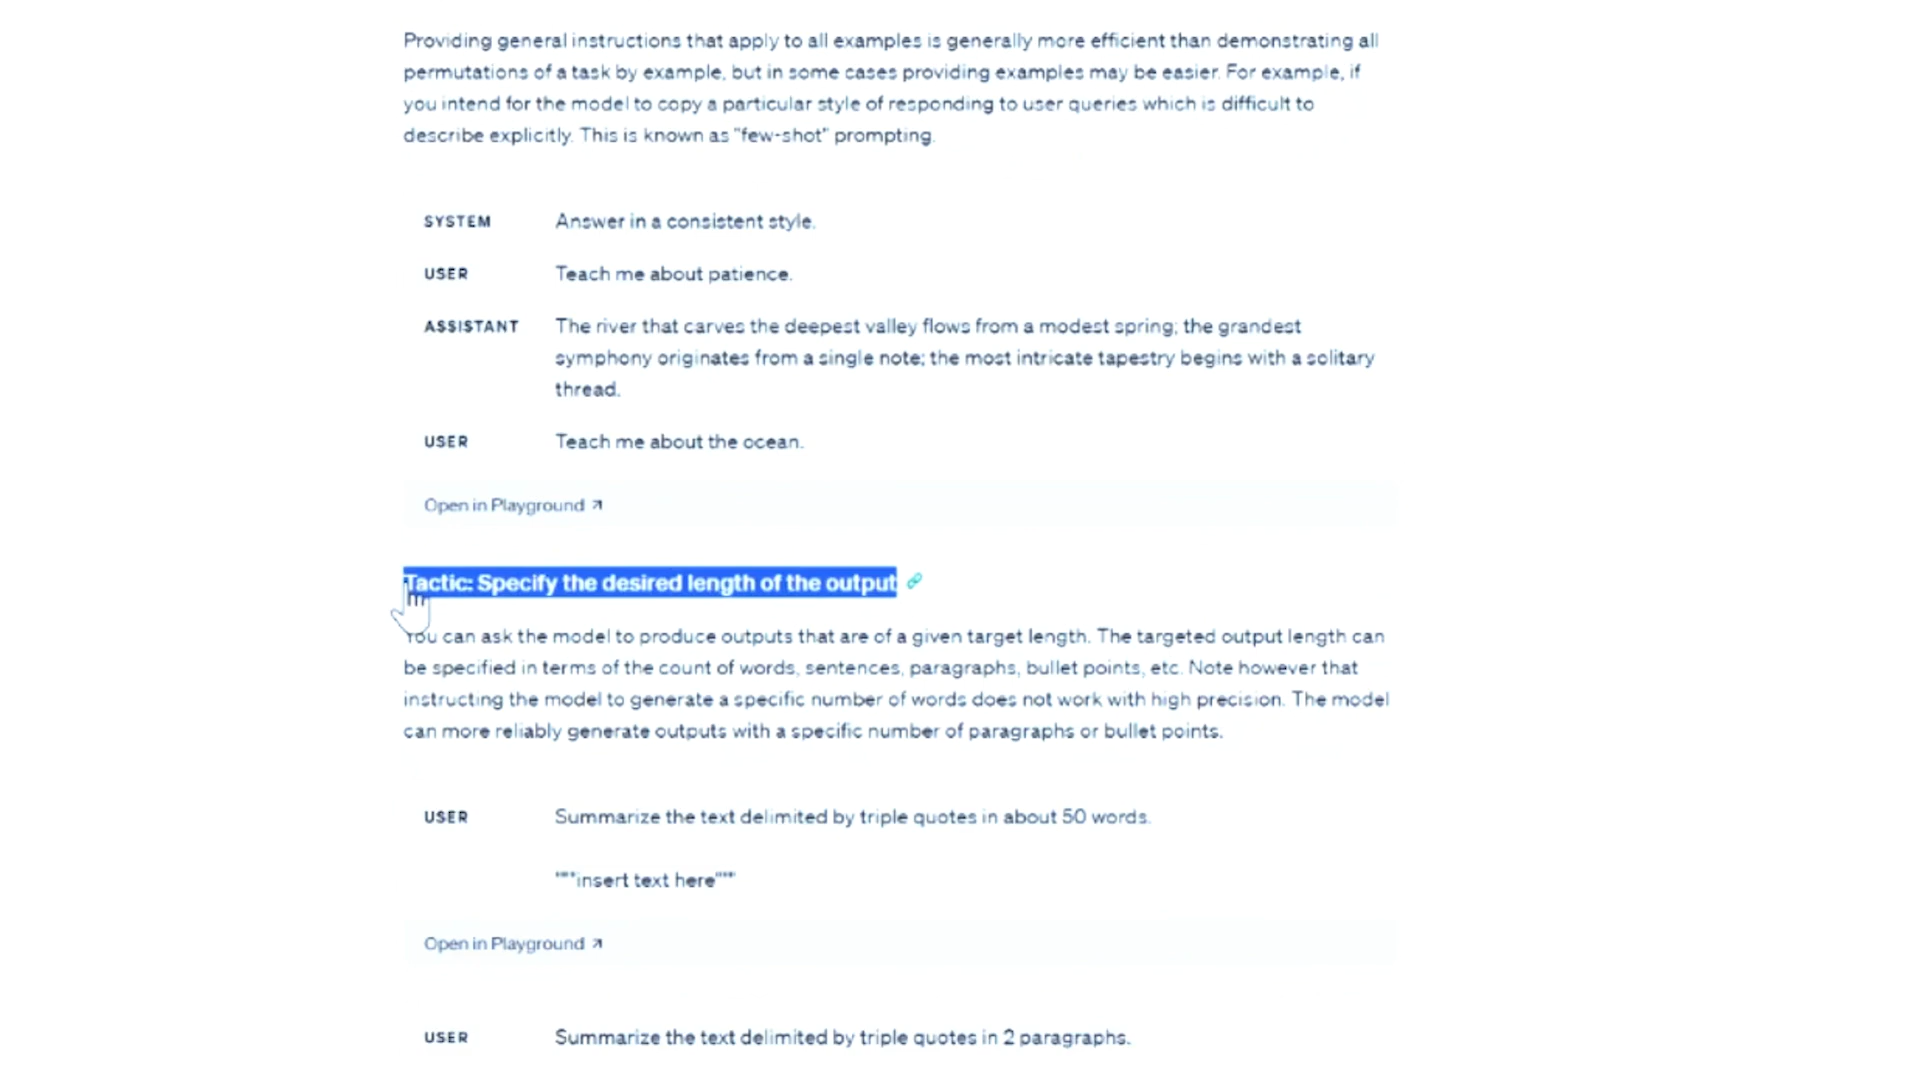 Providing general instructions that apply to all examples is generally more efficient than demonstrating all
permutations of a task by example, but in some cases providing examples may be easier. For example, if
you intend for the model to copy a particular style of responding to user queries which is difficult to
describe explicitly. This is known as "few-shot" prompting.
SYSTEM Answer in a consistent style.
USER Teach me about patience.
ASSISTANT The river that carves the deepest valley flows from a modest spring; the grandest
symphony originates from a single note; the most intricate tapestry begins with a solitary
thread.
USER Teach me about the ocean.
Open in Playground ↗
Tactic: Specify the desired length of the output
You can ask the model to produce outputs that are of a given target length. The targeted output length can
be specified in terms of the count of words, sentences, paragraphs, bullet points, etc. Note however that
instructing the model to generate a specific number of words does not work with high precision. The model
can more reliably generate outputs with a specific number of paragraphs or bullet points.
USER Summarize the text delimited by triple quotes in about 50 words.
"""insert text here"""
Open in Playground ↗
USER Summarize the text delimited by triple quotes in 2 paragraphs.